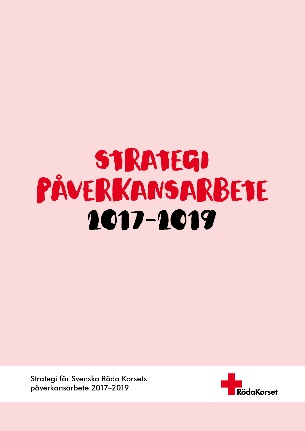 STRATEGI
PÅVERKANSARBETE
2017–2019
Strategi för Svenska Röda Korsets
påverkansarbete 2017–2019
RödaKorset